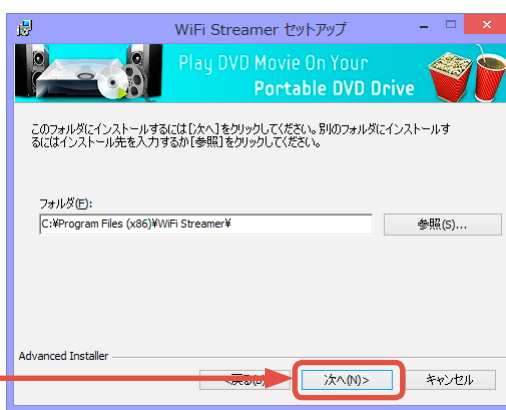 WiFi Streamer セットアップ
Play DVD Movie On Your
Portable DVD Drive
このフォルダにインストールするには[次へ]をクリックしてください。別のフォルダにインストールす
るにはインストール先を入力するか[参照]をクリックしてください。
フォルダ(F):
C:¥Program Files (x86)¥WiFi Streamer¥
参照(S)...
Advanced Installer
次へ(N)>
キャンセル